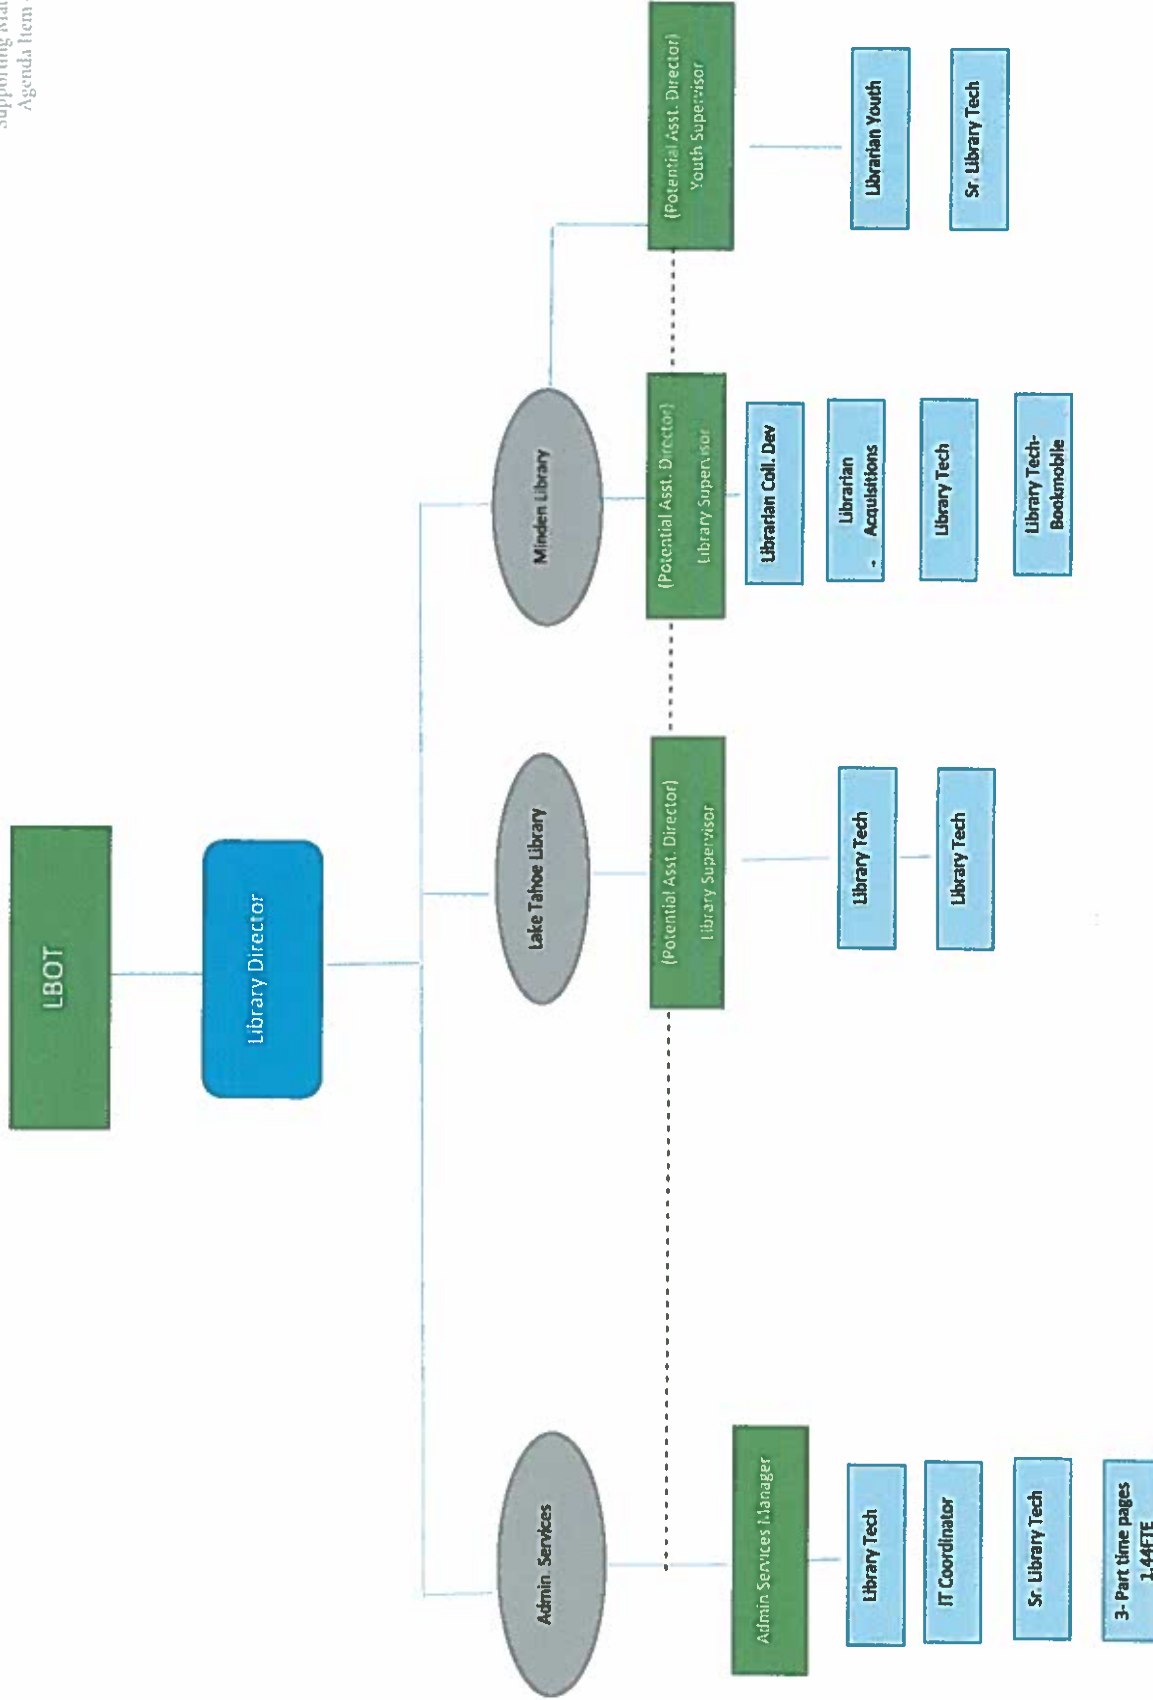 Supporting
Agenda Item
LBOT
Library Director
Admin. Services
Lake Tahoe Library
Minden Library
Admin Services Manager
(Potential Asst. Director)
Library Supervisor
(Potential Asst. Director)
Library Supervisor
(Potential Asst. Director)
Youth Supervisor
Library Tech
IT Coordinator
Sr. Library Tech
3- Part time pages
1.44FTE
Library Tech
Library Tech
Librarian Coll. Dev
Librarian
- Acquisitions
Library Tech
Library Tech-
Bookmobile
Librarian Youth
Sr. Library Tech